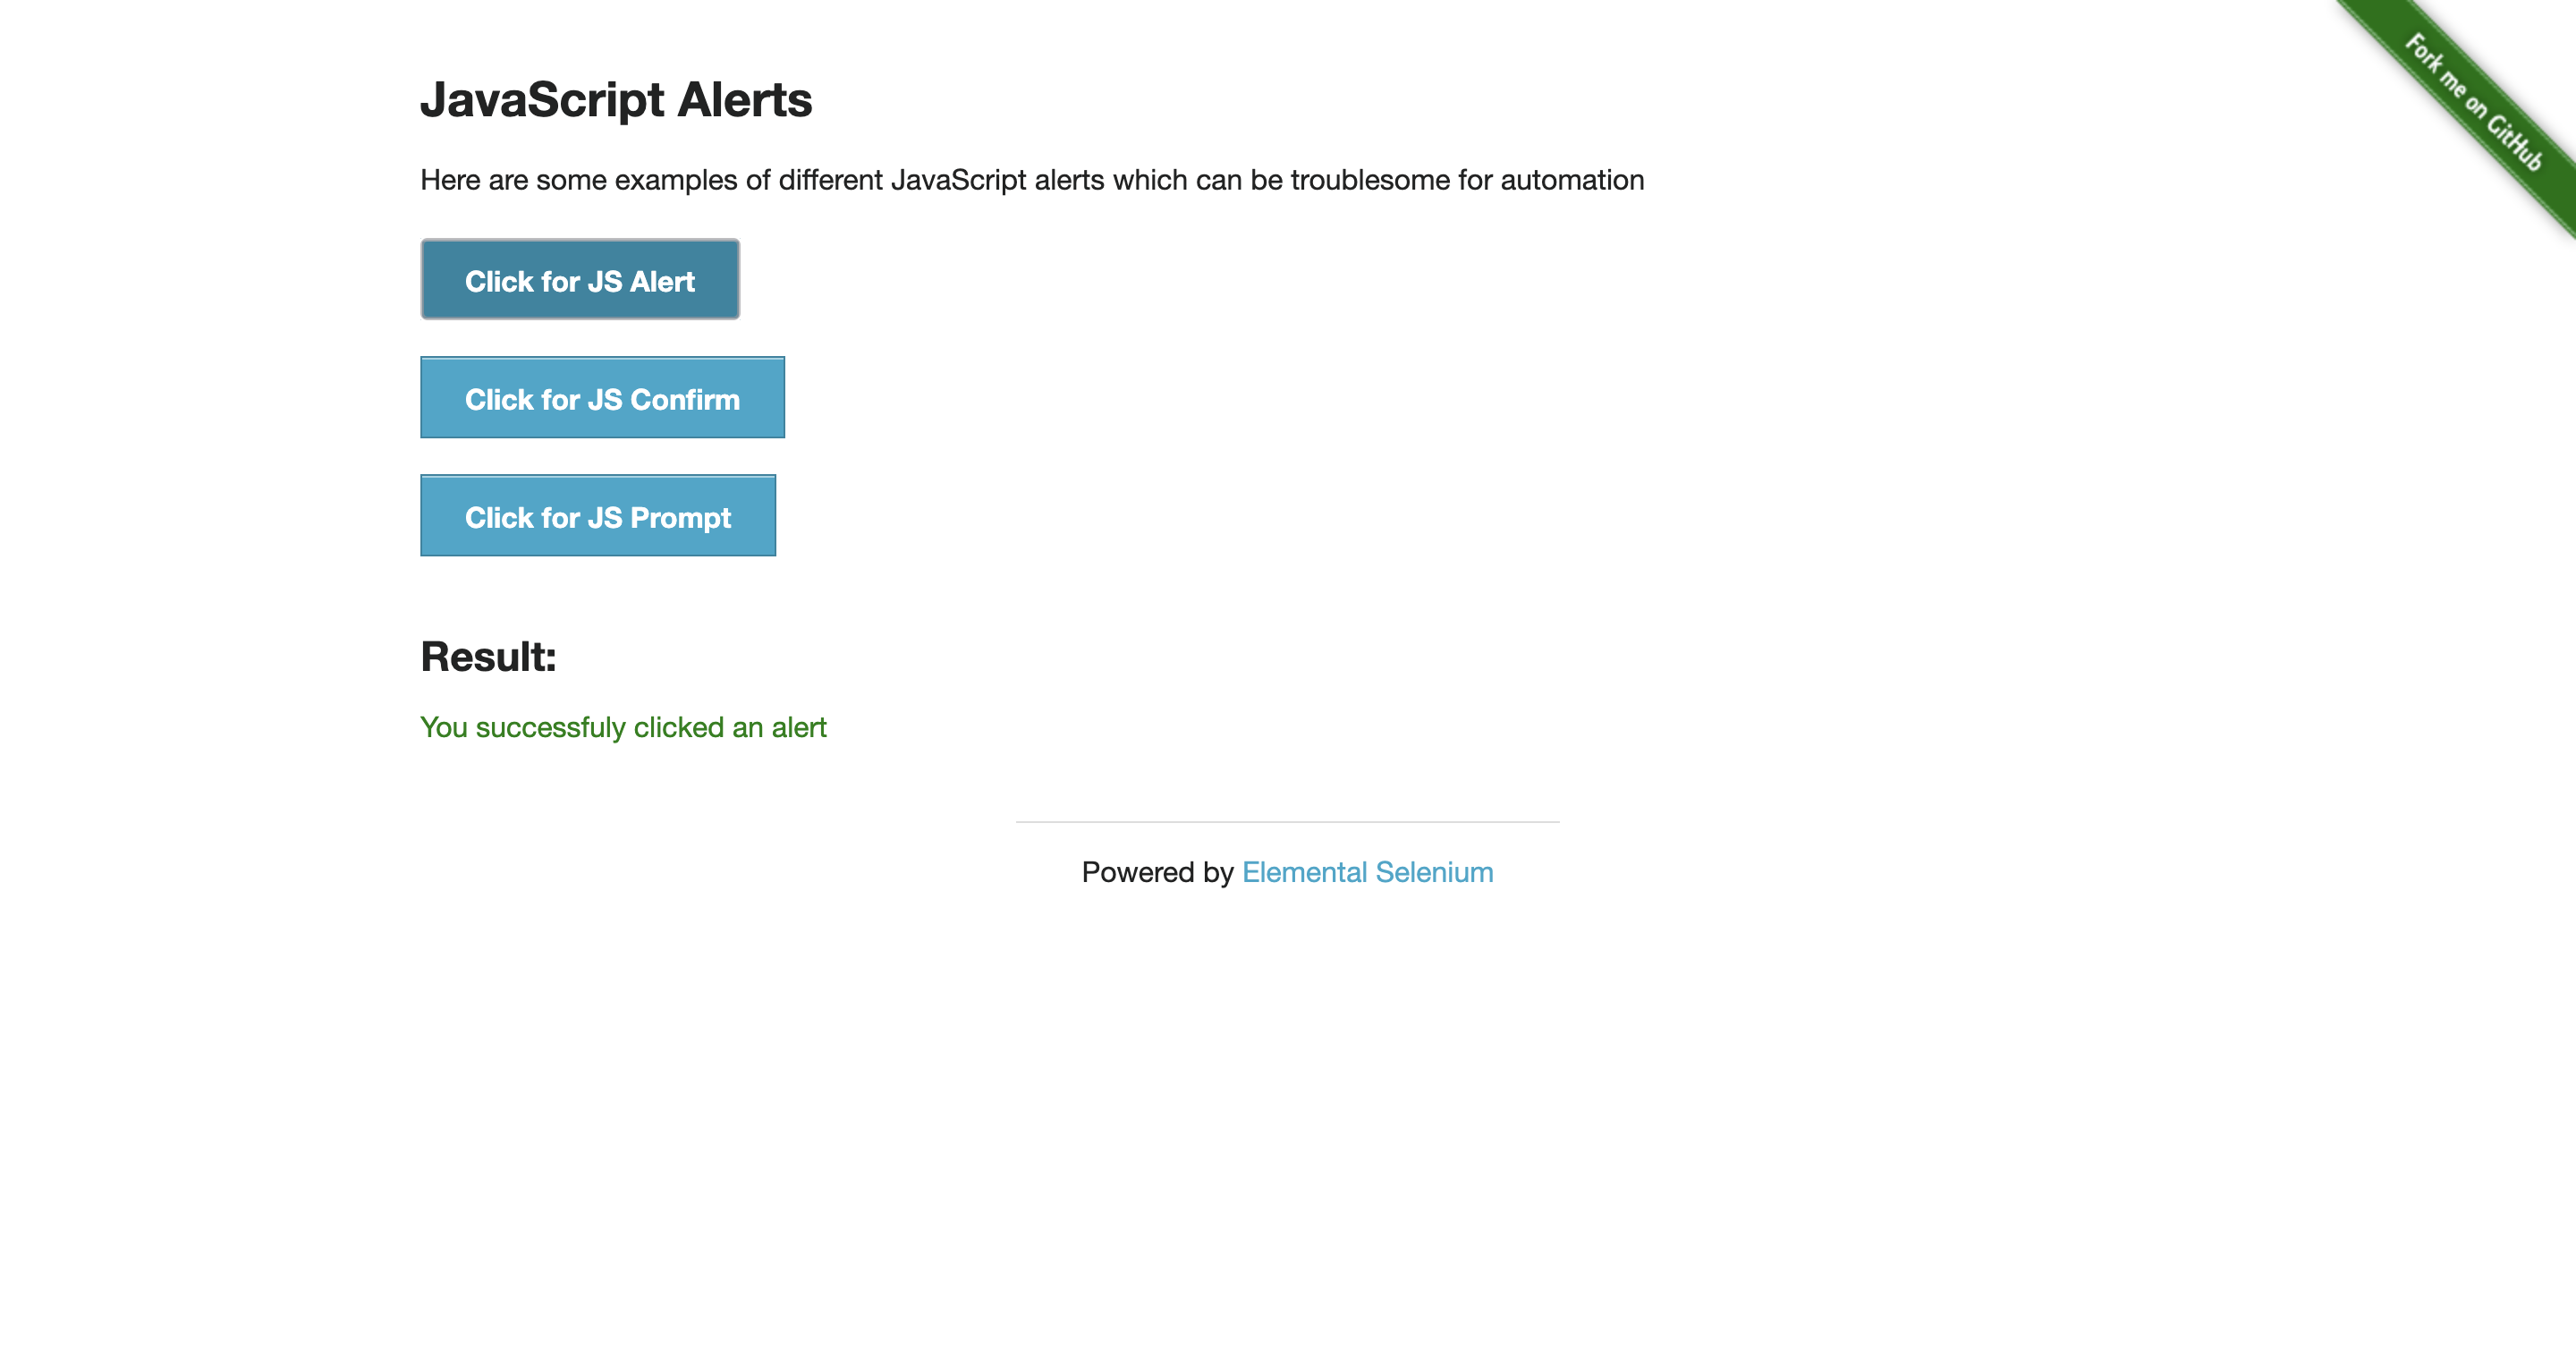 Fork me on GitHub
JavaScript Alerts
Here are some examples of different JavaScript alerts which can be troublesome for automation
Click for JS Alert
Click for JS Confirm
Click for JS Prompt
Result:
You successfuly clicked an alert
Powered by Elemental Selenium